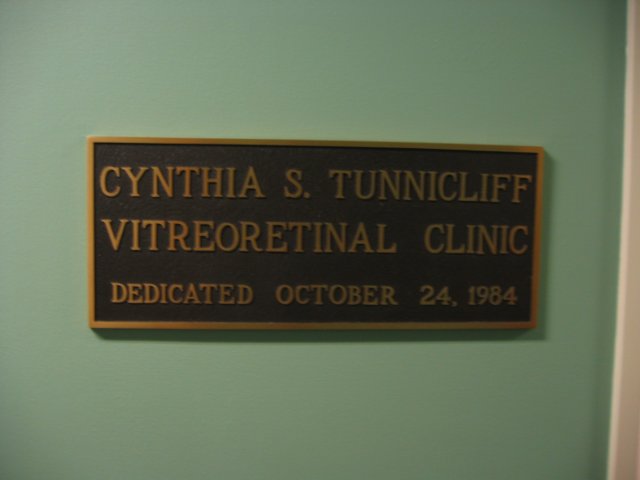 CYNTHIA S. TUNNICLIFF
VITREORETINAL CLINIC
DEDICATED OCTOBER 24, 1984